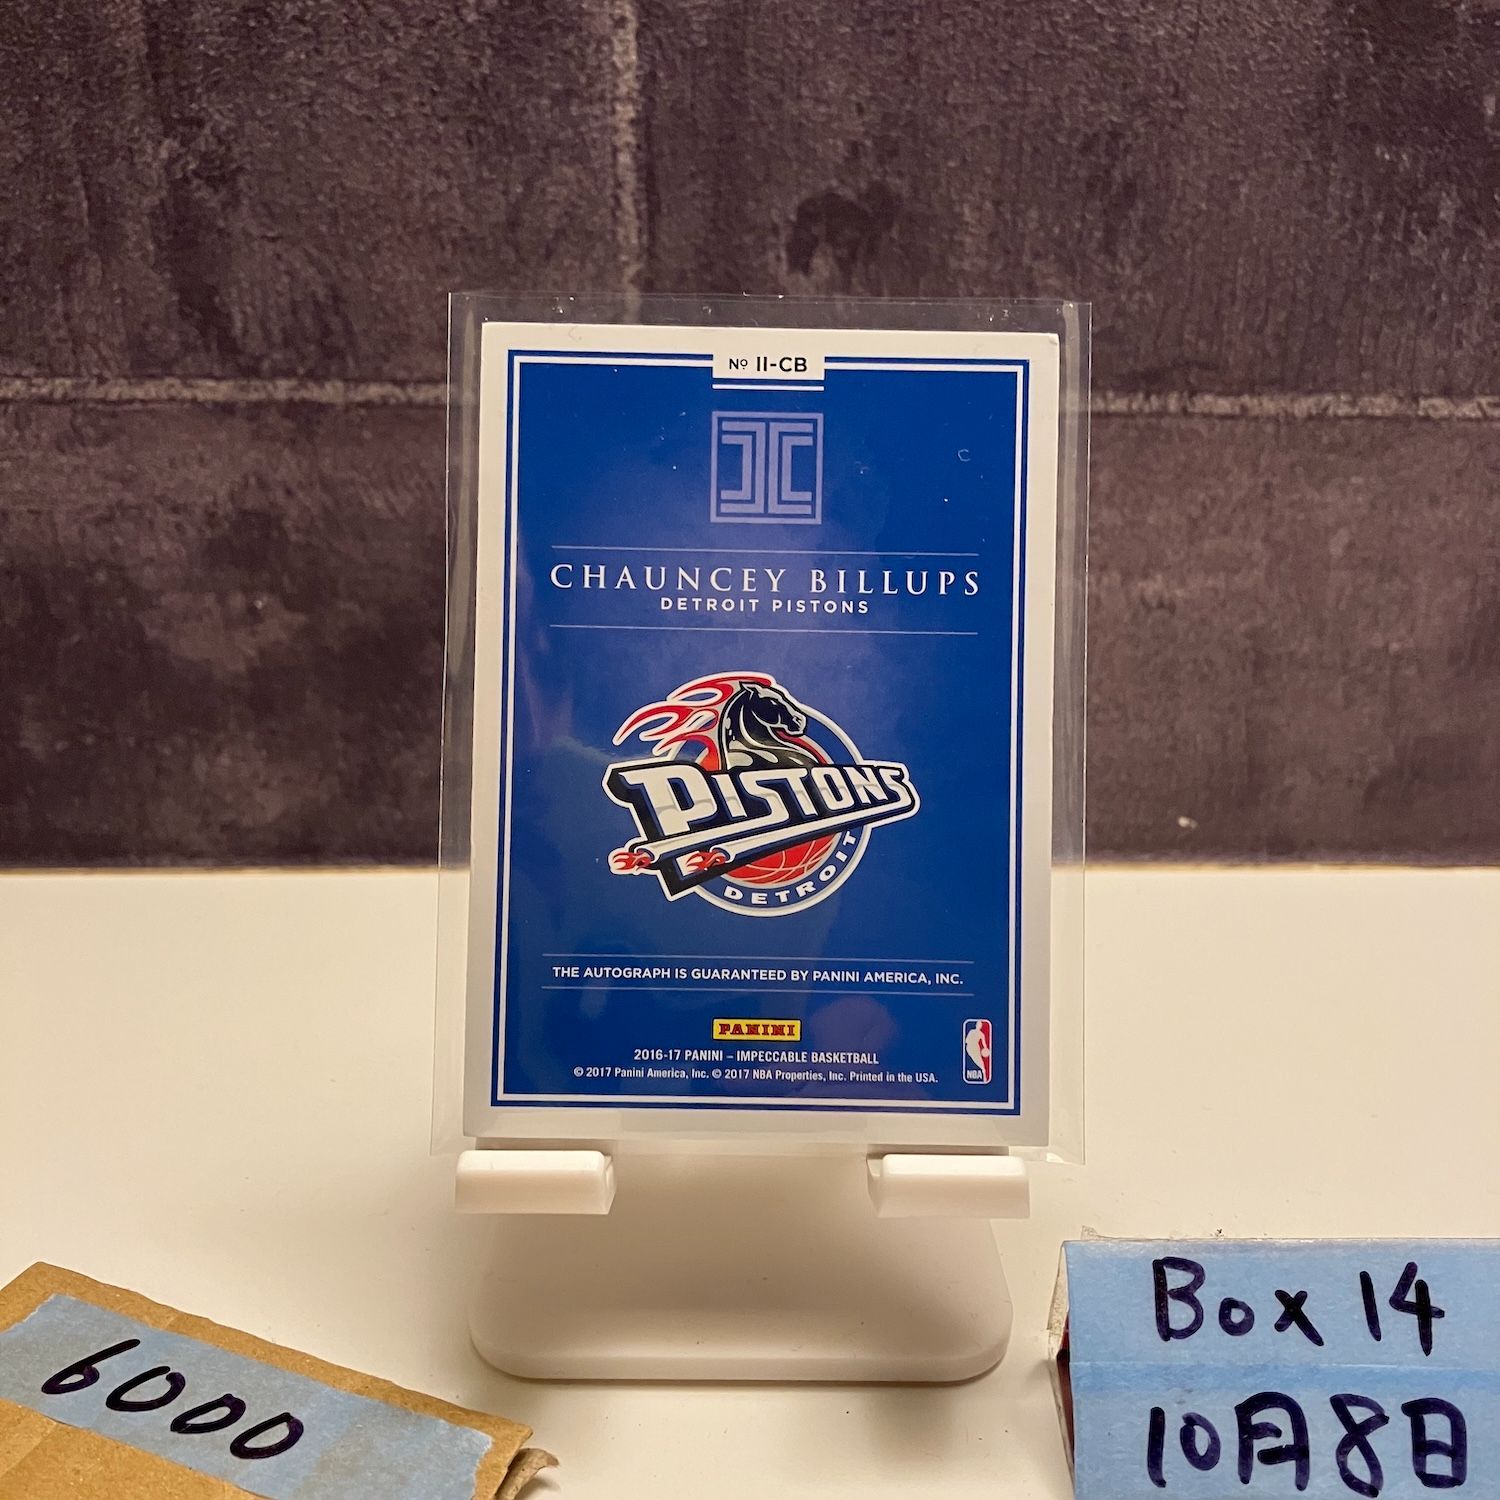 Nº II-CB
CHAUNCEY BILLUPS
DETROIT PISTONS
PISTONS
DETROIT
THE AUTOGRAPH IS GUARANTEED BY PANINI AMERICA, INC.
PANINI
2016-17 PANINI – IMPECCABLE BASKETBALL
© 2017 Panini America, Inc. © 2017 NBA Properties, Inc. Printed in the USA.
NBA
6000
Box 14
10月8日